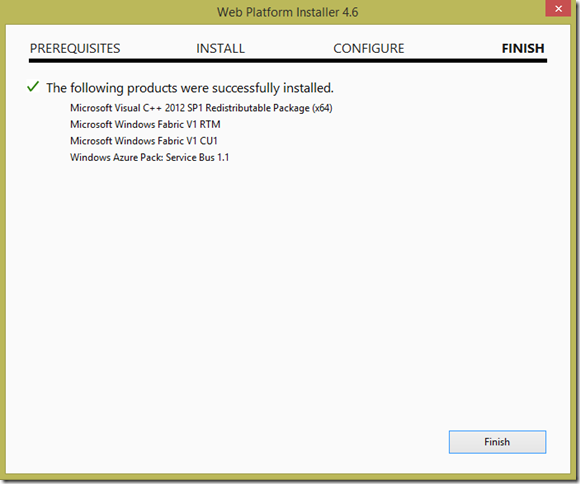 Web Platform Installer 4.6
PREREQUISITES INSTALL CONFIGURE FINISH
The following products were successfully installed.
Microsoft Visual C++ 2012 SP1 Redistributable Package (x64)
Microsoft Windows Fabric V1 RTM
Microsoft Windows Fabric V1 CU1
Windows Azure Pack: Service Bus 1.1
Finish